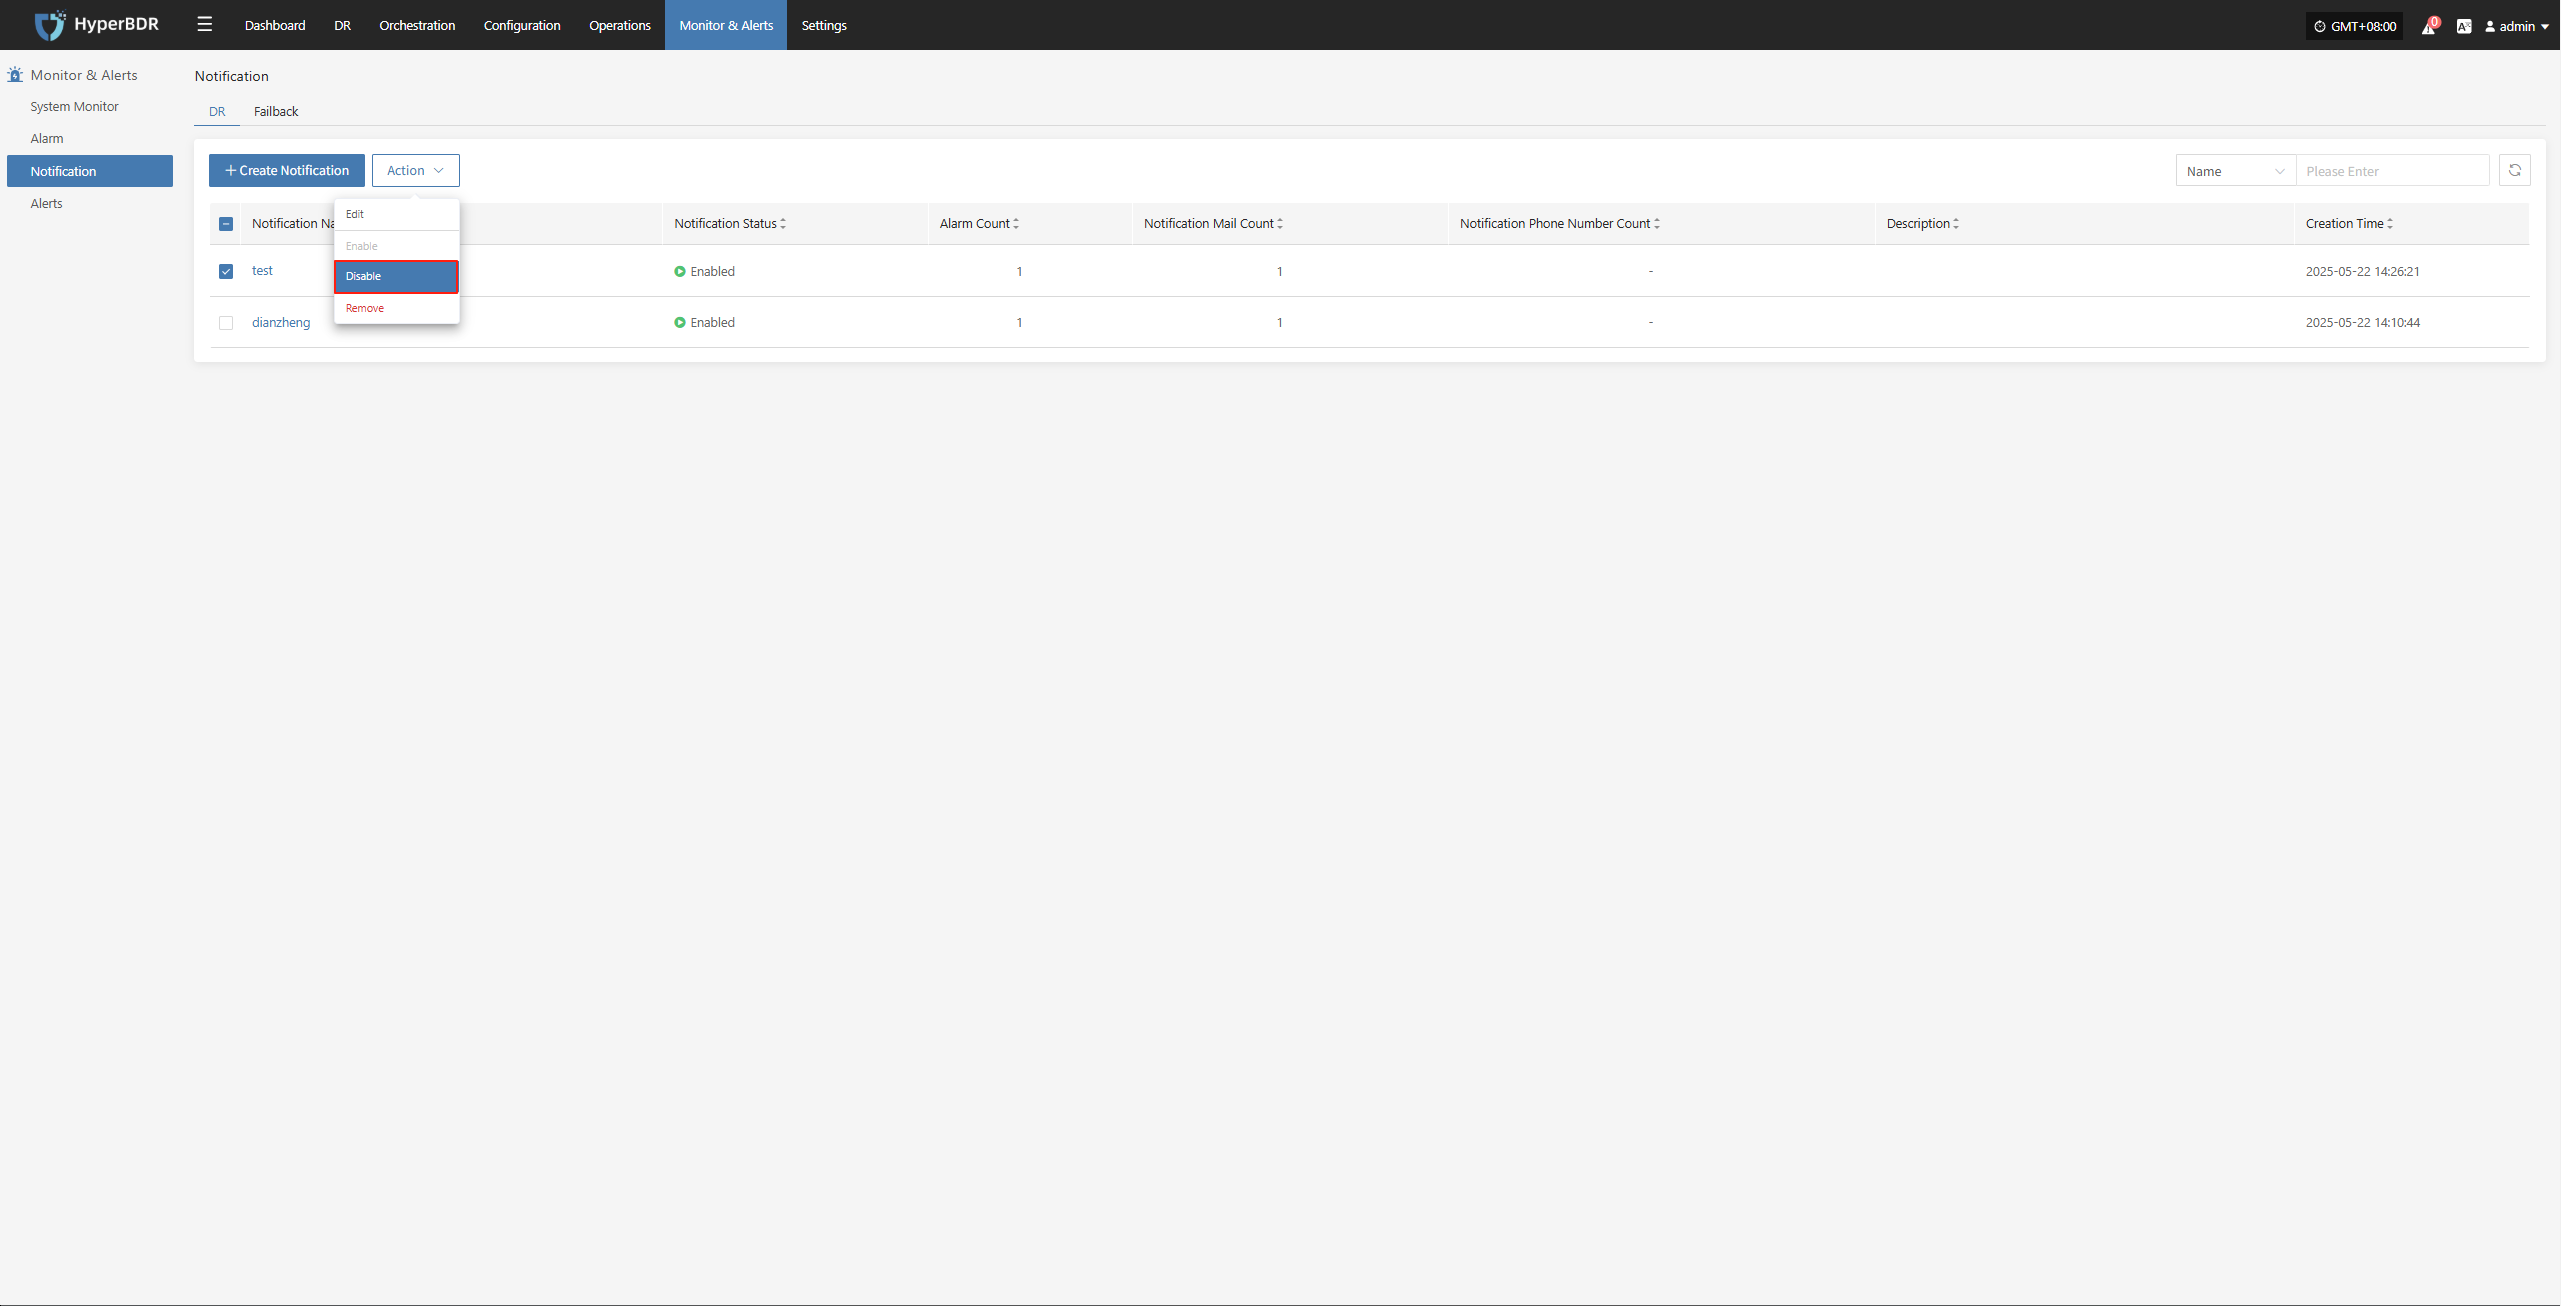 HyperBDR Dashboard DR Orchestration Configuration Operations Monitor & Alerts Settings GMT+08:00 0 A admin
Monitor & Alerts
System Monitor
Alarm
Notification
Alerts
Notification
DR Failback
+ Create Notification Action Name Please Enter
Edit
Enable
Disable
Remove
Notification Na Notification Status Alarm Count Notification Mail Count Notification Phone Number Count Description Creation Time
test Enabled 1 1 - 2025-05-22 14:26:21
dianzheng Enabled 1 1 - 2025-05-22 14:10:44